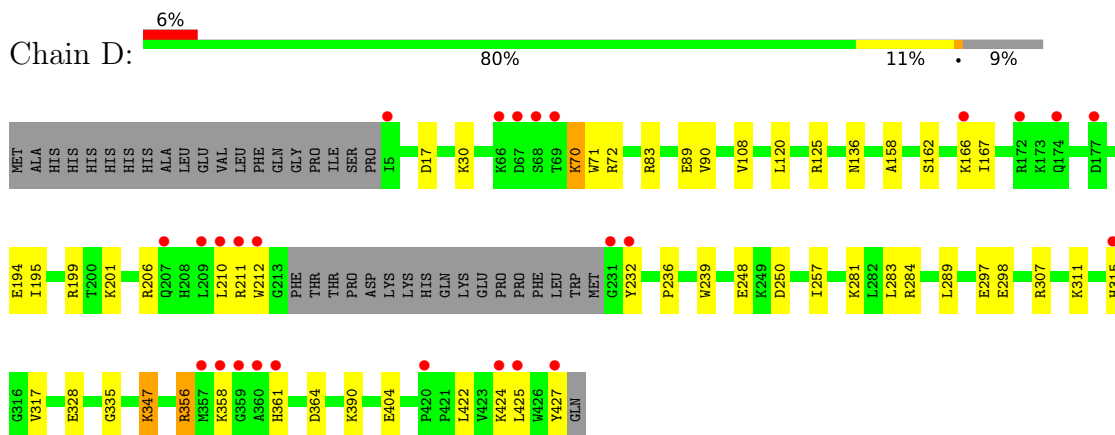 6%
Chain D:
80% 11% • 9%
MET ALA HIS HIS HIS HIS HIS HIS ALA LEU GLU VAL LEU PHE GLN GLY PRO ILE SER PRO I5 D17 K30 K66 D67 S68 T69 K70 W71 R72 R83 E89 V90 V108 L120 R125 N136 A158 S162 K166 I167 R172 K173 Q174 D177
E194 I195 R199 T200 K201 R206 Q207 H208 L209 L210 R211 W212 G213 PHE THR THR PRO ASP LYS LYS HIS GLN LYS GLU PRO PRO PHE LEU TRP MET G231 Y232 P236 W239 E248 K249 D250 I257 K281 L282 L283 R284 L289 E297 E298 R307 K311 H315
G316 V317 E328 G335 K347 R356 M357 K358 G359 A360 H361 D364 K390 E404 P420 P421 L422 V423 K424 L425 W426 Y427 GLN